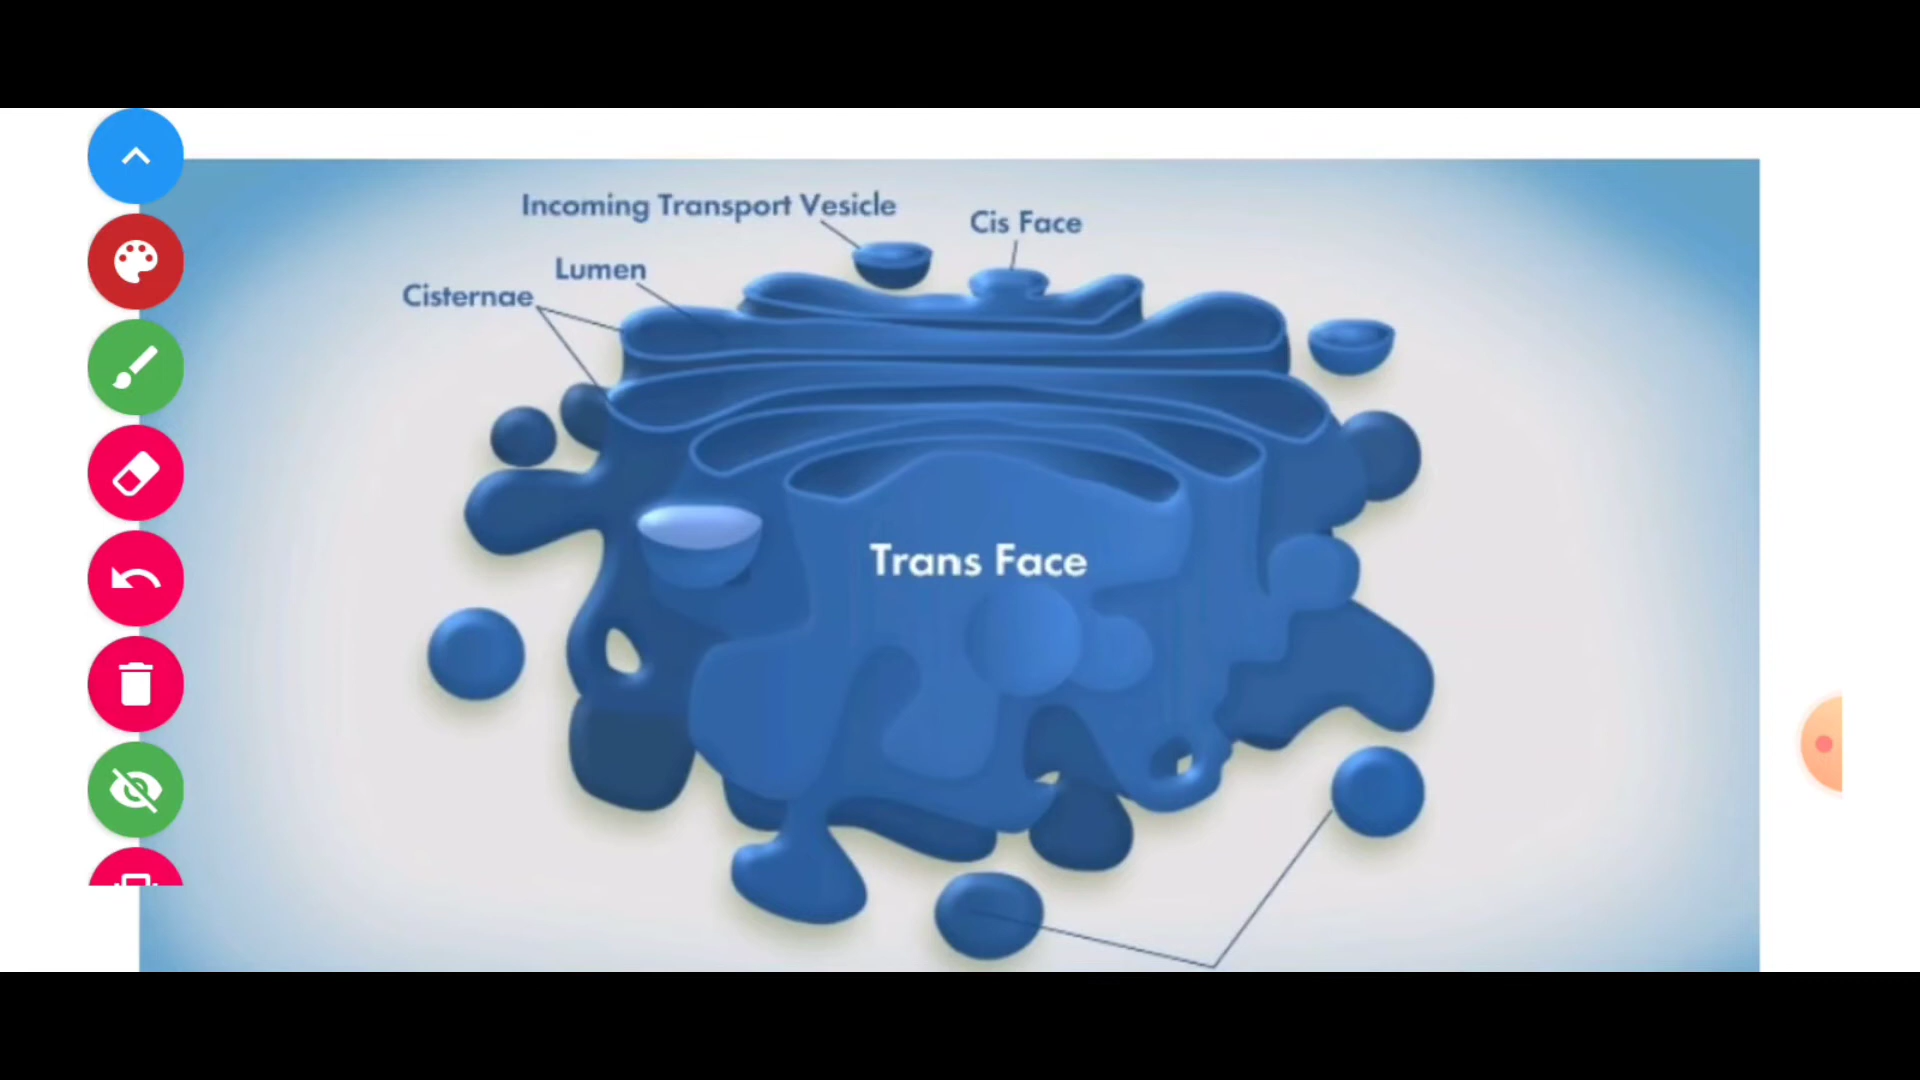 Incoming Transport Vesicle
Cis Face
Lumen
Cisternae
Trans Face